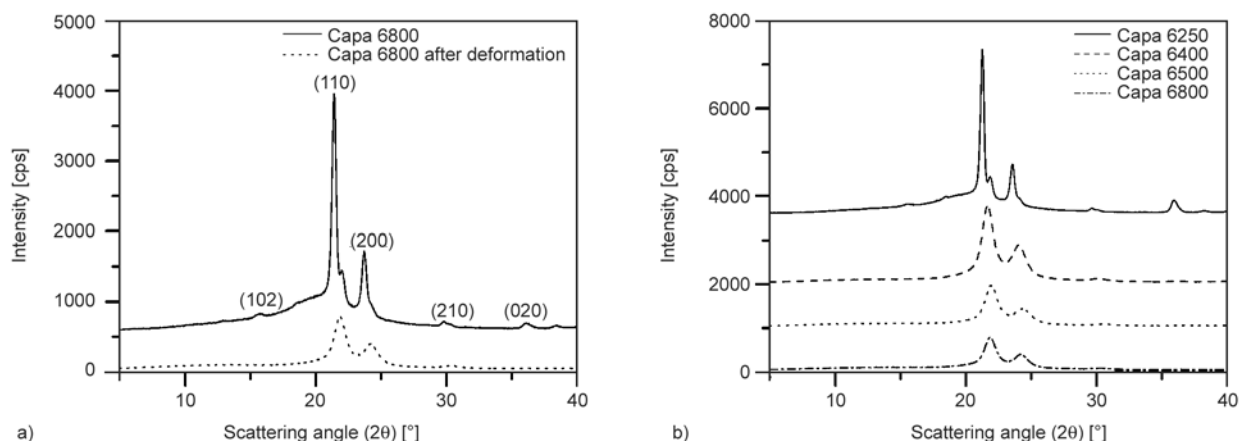 5000
4000
3000
2000
1000
0
Intensity [cps]
Capa 6800
Capa 6800 after deformation
(110)
(200)
(102)
(210)
(020)
10 20 30 40
a) Scattering angle (2θ) [°]
8000
6000
4000
2000
0
Intensity [cps]
Capa 6250
Capa 6400
Capa 6500
Capa 6800
10 20 30 40
b) Scattering angle (2θ) [°]